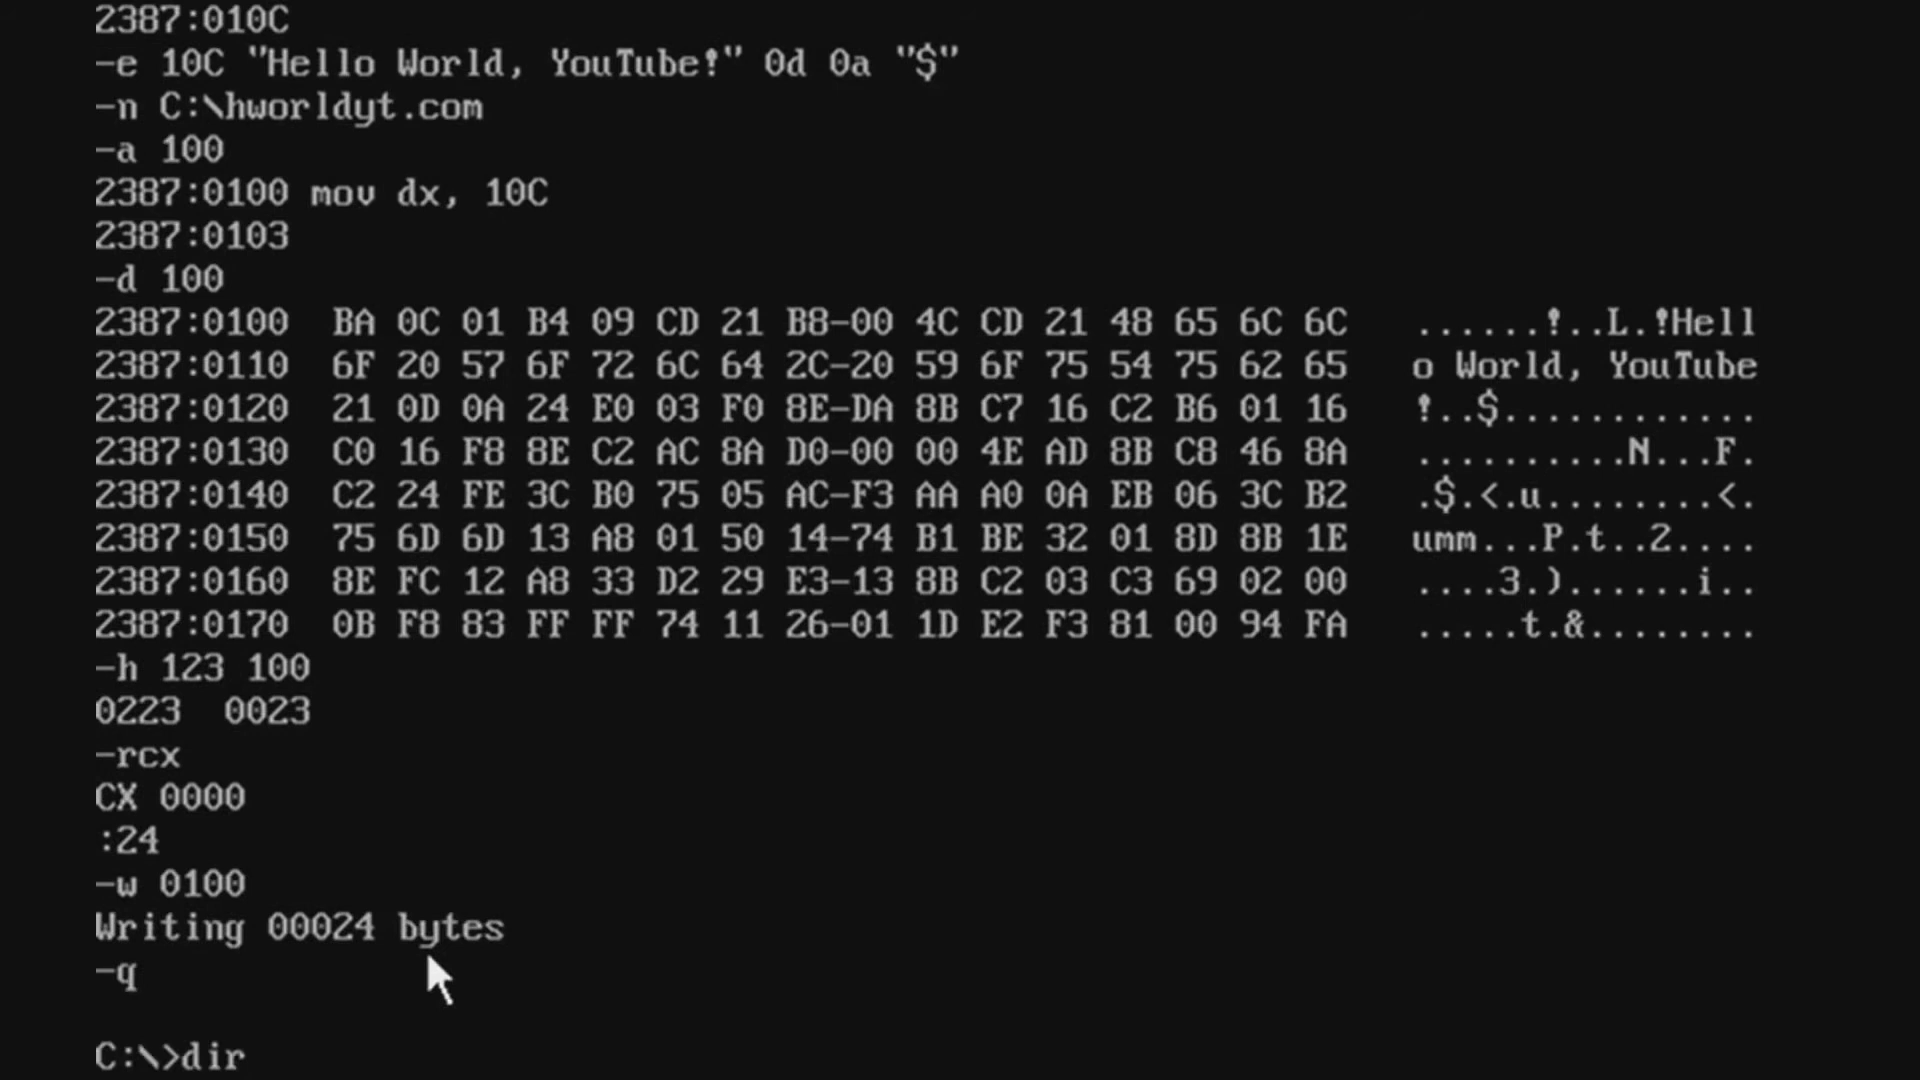 2387:010C
-e 10C "Hello World, YouTube!" 0d 0a "$"
-n C:\hworldyt.com
-a 100
2387:0100 mov dx, 10C
2387:0103
-d 100
2387:0100  BA 0C 01 B4 09 CD 21 B8-00 4C CD 21 48 65 6C 6C   ......!..L.!Hell
2387:0110  6F 20 57 6F 72 6C 64 2C-20 59 6F 75 54 75 62 65   o World, YouTube
2387:0120  21 0D 0A 24 E0 03 F0 8E-DA 8B C7 16 C2 B6 01 16   !..$............
2387:0130  C0 16 F8 8E C2 AC 8A D0-00 00 4E AD 8B C8 46 8A   ..........N...F.
2387:0140  C2 24 FE 3C B0 75 05 AC-F3 AA A0 0A EB 06 3C B2   .$.<.u........<.
2387:0150  75 6D 6D 13 A8 01 50 14-74 B1 BE 32 01 8D 8B 1E   umm...P.t..2....
2387:0160  8E FC 12 A8 33 D2 29 E3-13 8B C2 03 C3 69 02 00   ....3.)......i..
2387:0170  0B F8 83 FF FF 74 11 26-01 1D E2 F3 81 00 94 FA   .....t.&........
-h 123 100
0223  0023
-rcx
CX 0000
:24
-w 0100
Writing 00024 bytes
-q
C:\>dir